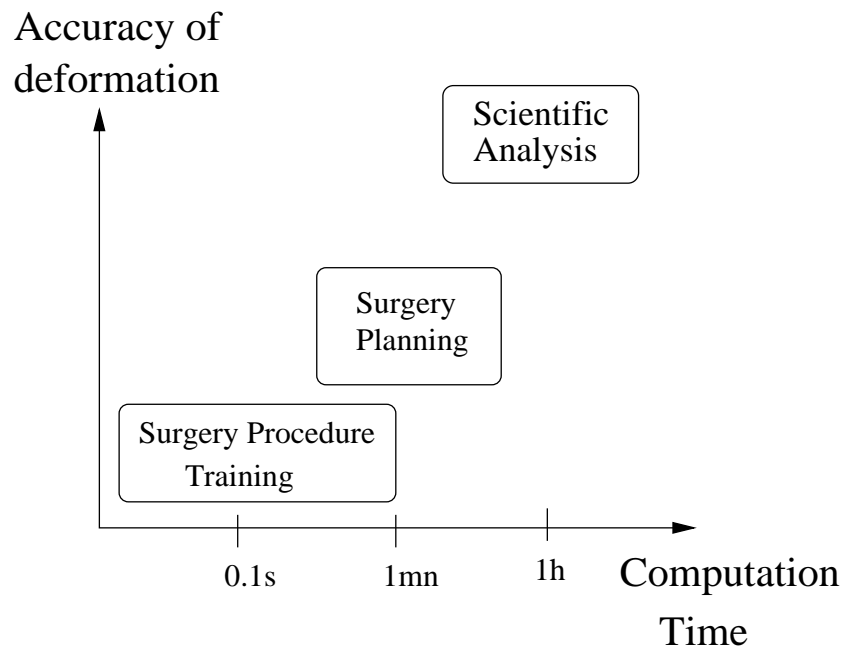 Accuracy of
deformation
Scientific
Analysis
Surgery
Planning
Surgery Procedure
Training
0.1s
1mn
1h
Computation
Time